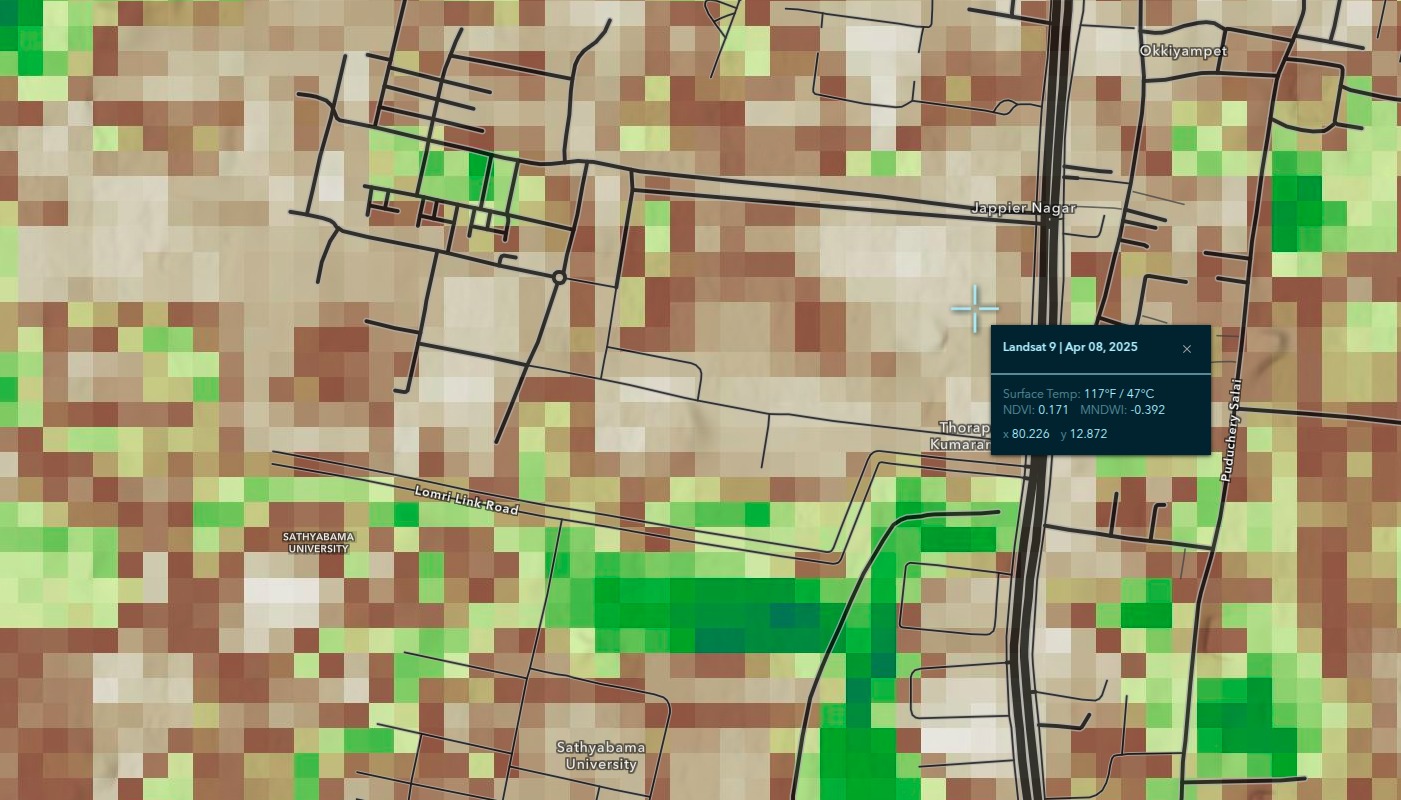 Okkiyampet
Jappier Nagar
Landsat 9 | Apr 08, 2025 ×
Surface Temp: 117°F / 47°C
NDVI: 0.171 MNDWI: -0.392
x 80.226 y 12.872
Thorap
Kumaran
Puduchery Salai
Lomri Link Road
SATHYABAMA
UNIVERSITY
Sathyabama
University